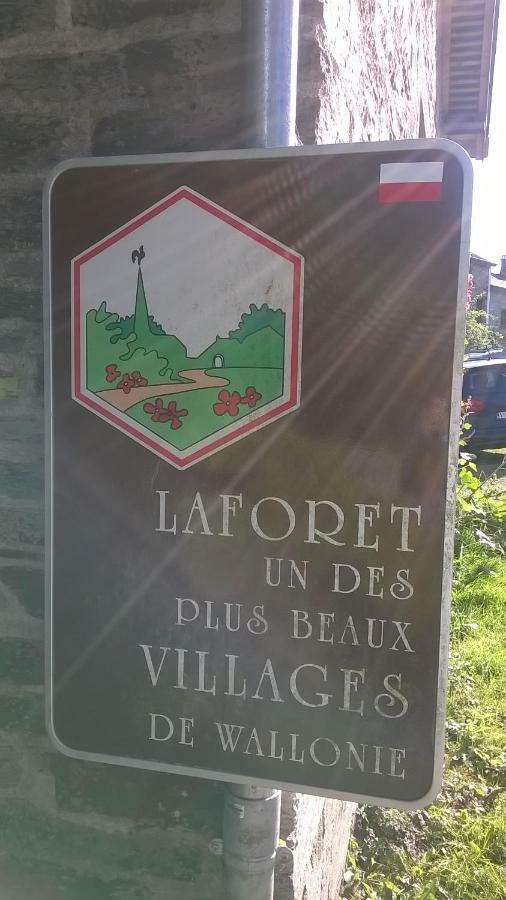 LAFORET
UN DES
PLUS BEAUX
VILLAGES
DE WALLONIE